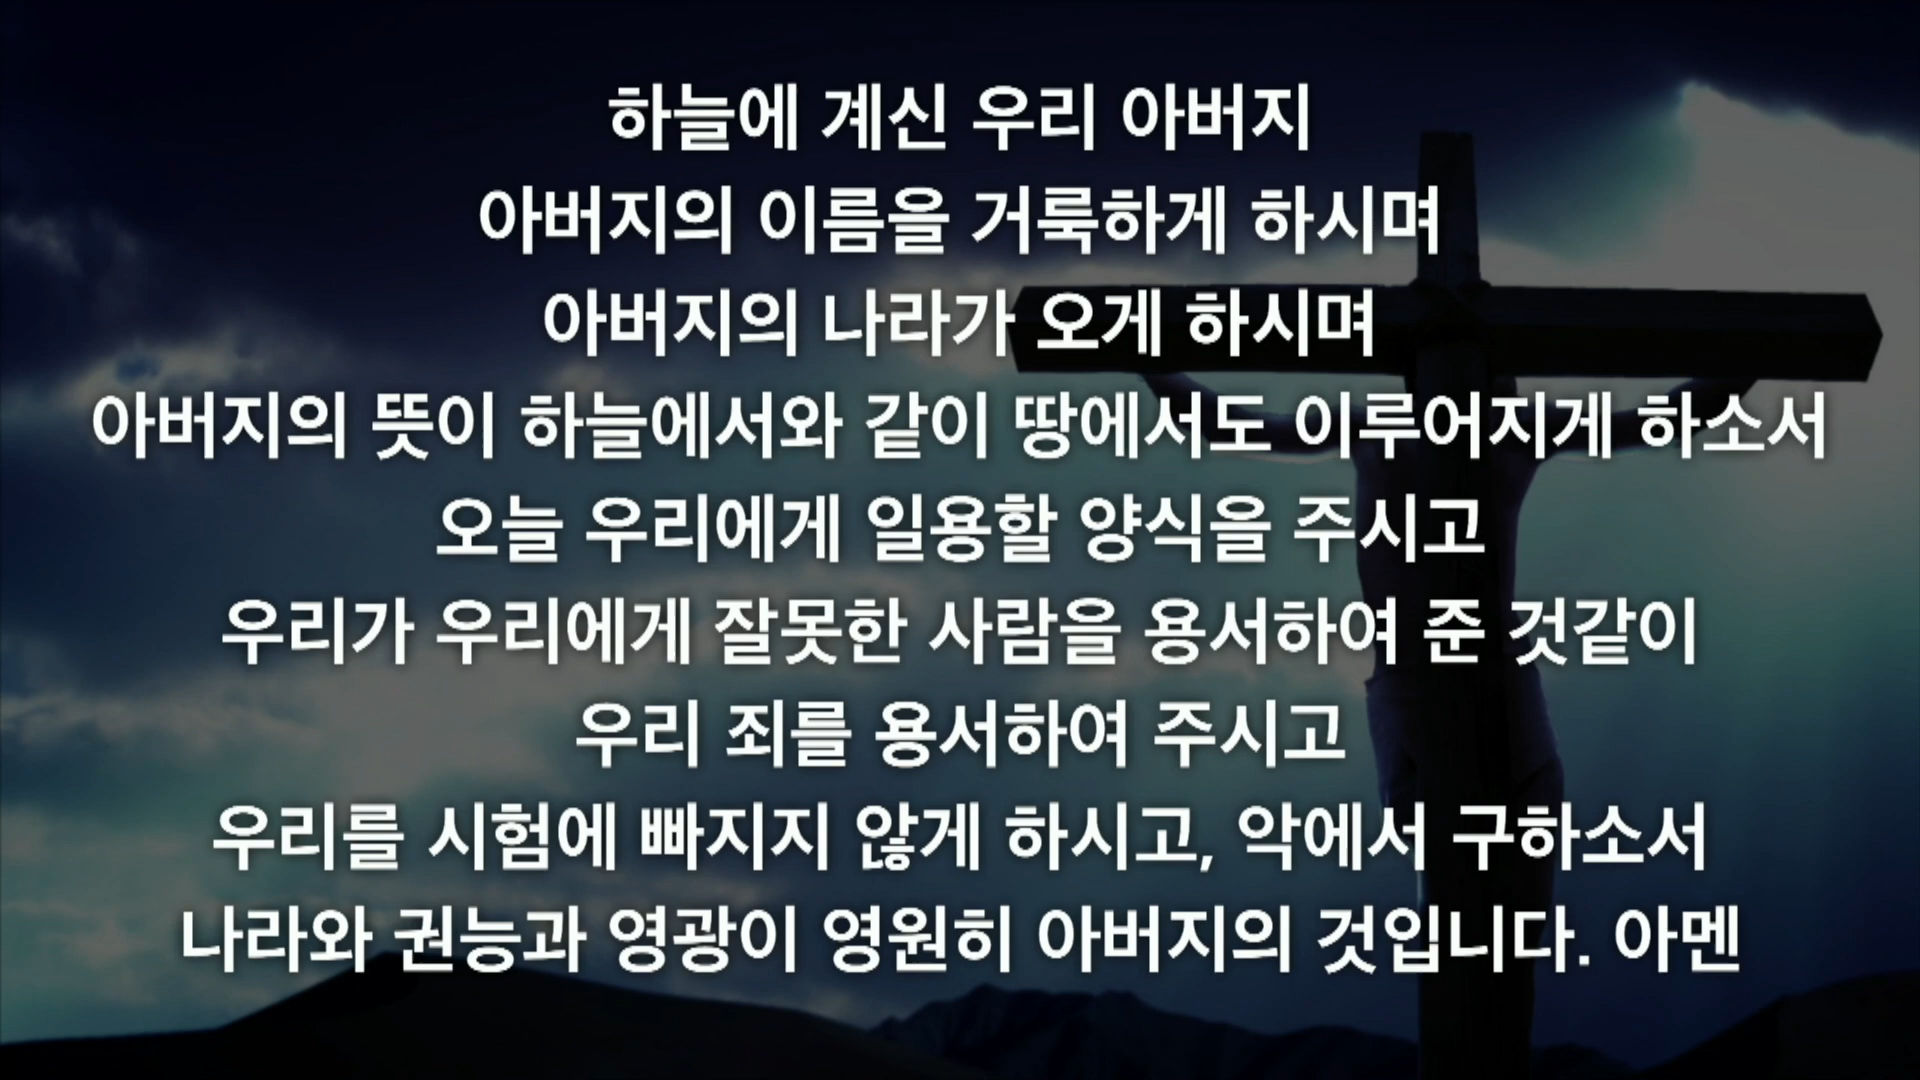 하늘에 계신 우리 아버지
아버지의 이름을 거룩하게 하시며
아버지의 나라가 오게 하시며
아버지의 뜻이 하늘에서와 같이 땅에서도 이루어지게 하소서
오늘 우리에게 일용할 양식을 주시고
우리가 우리에게 잘못한 사람을 용서하여 준 것같이
우리 죄를 용서하여 주시고
우리를 시험에 빠지지 않게 하시고, 악에서 구하소서
나라와 권능과 영광이 영원히 아버지의 것입니다. 아멘